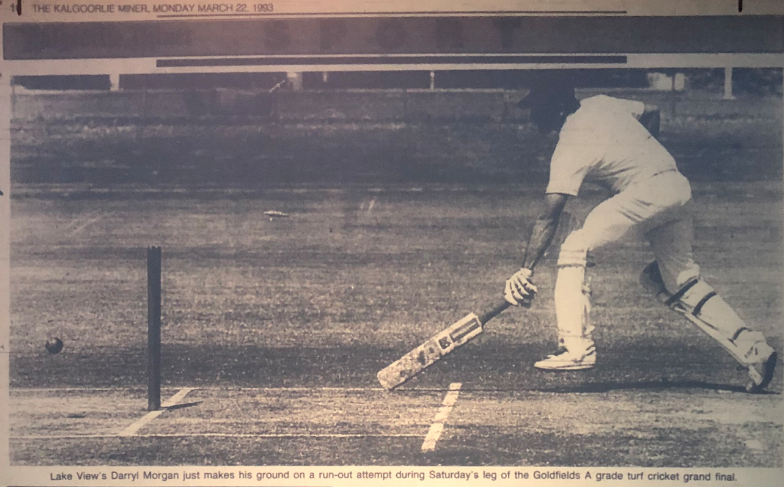 THE KALGOORLIE MINER, MONDAY MARCH 22, 1993
SPORT
Lake View's Darryl Morgan just makes his ground on a run-out attempt during Saturday's leg of the Goldfields A grade turf cricket grand final.